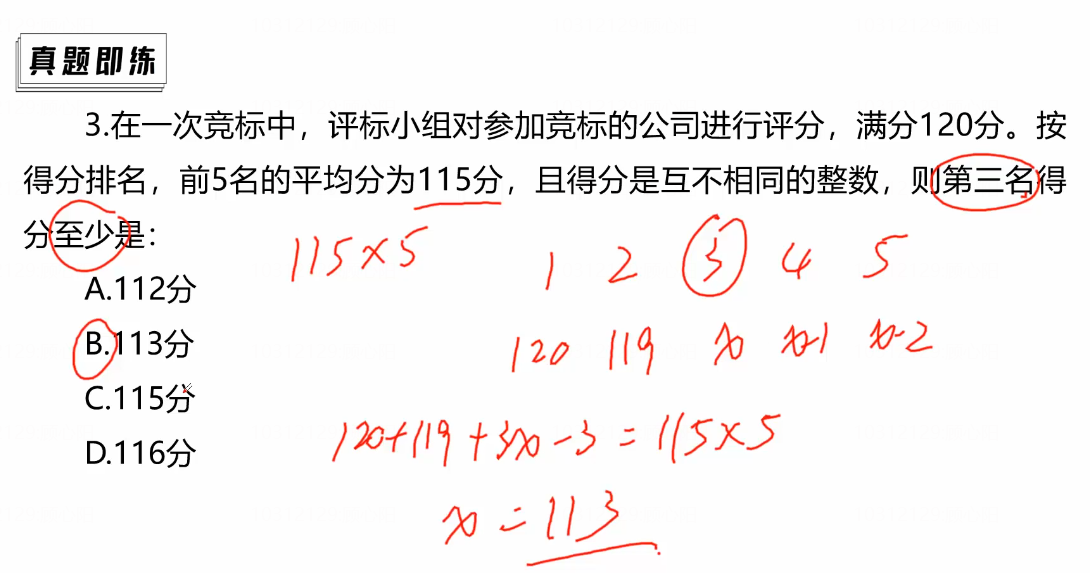 真题即练
3.在一次竞标中，评标小组对参加竞标的公司进行评分，满分120分。按
得分排名，前5名的平均分为115分，且得分是互不相同的整数，则第三名得
分至少是：
115×5
1 2 3 4 5
A.112分
B.113分
120 119 x x-1 x-2
C.115分
120+119+3x-3=115×5
D.116分
x=113